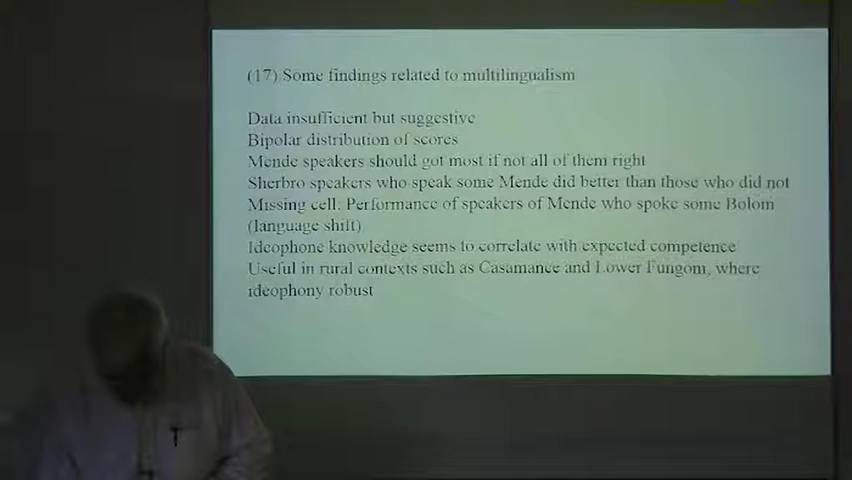 (17) Some findings related to multilingualism
Data insufficient but suggestive
Bipolar distribution of scores
Mende speakers should got most if not all of them right
Sherbro speakers who speak some Mende did better than those who did not
Missing cell: Performance of speakers of Mende who spoke some Bolom
(language shift)
Ideophone knowledge seems to correlate with expected competence
Useful in rural contexts such as Casamance and Lower Fungom, where
ideophony robust